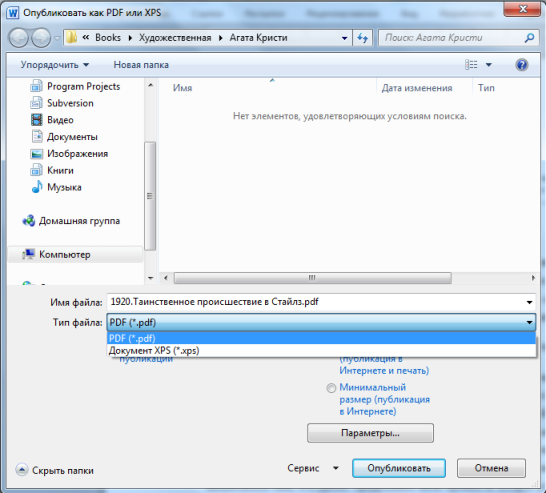 Опубликовать как PDF или XPS
« Books ▸ Художественная ▸ Агата Кристи
Поиск: Агата Кристи
Упорядочить ▾ Новая папка
Program Projects
Subversion
Видео
Документы
Изображения
Книги
Музыка
Домашняя группа
Компьютер
Имя Дата изменения Тип
Нет элементов, удовлетворяющих условиям поиска.
Имя файла: 1920.Таинственное происшествие в Стайлз.pdf
Тип файла: PDF (*.pdf)
PDF (*.pdf)
Документ XPS (*.xps)
публикации
(публикация в
Интернете и печать)
Минимальный
размер (публикация
в Интернете)
Параметры...
Скрыть папки Сервис ▾ Опубликовать Отмена